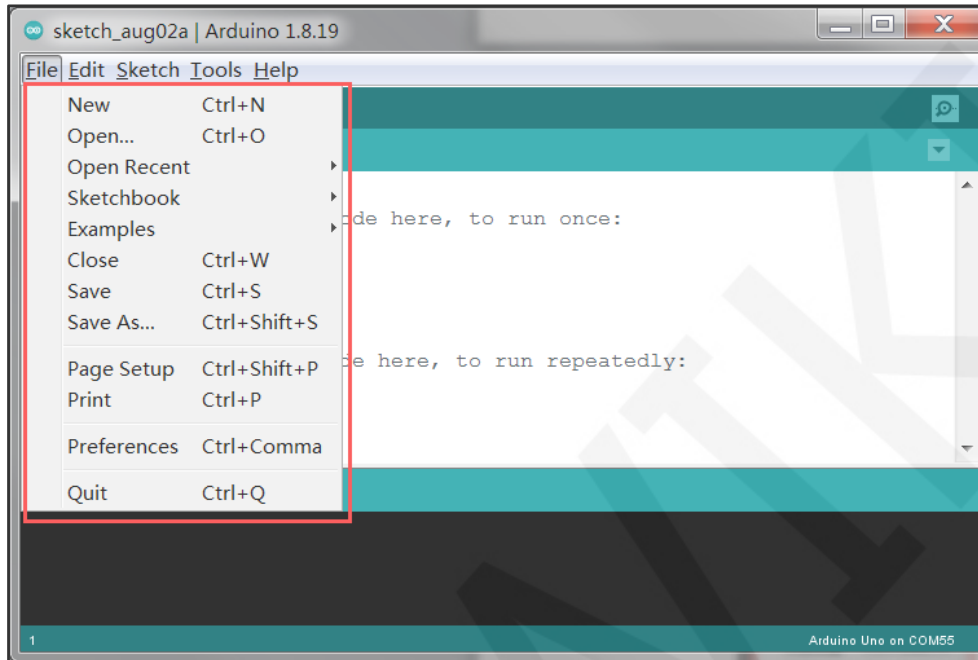 sketch_aug02a | Arduino 1.8.19
File Edit Sketch Tools Help
New Ctrl+N
Open... Ctrl+O
Open Recent
Sketchbook
Examples
Close Ctrl+W
Save Ctrl+S
Save As... Ctrl+Shift+S
Page Setup Ctrl+Shift+P
Print Ctrl+P
Preferences Ctrl+Comma
Quit Ctrl+Q
here, to run once:
here, to run repeatedly:
1
Arduino Uno on COM55